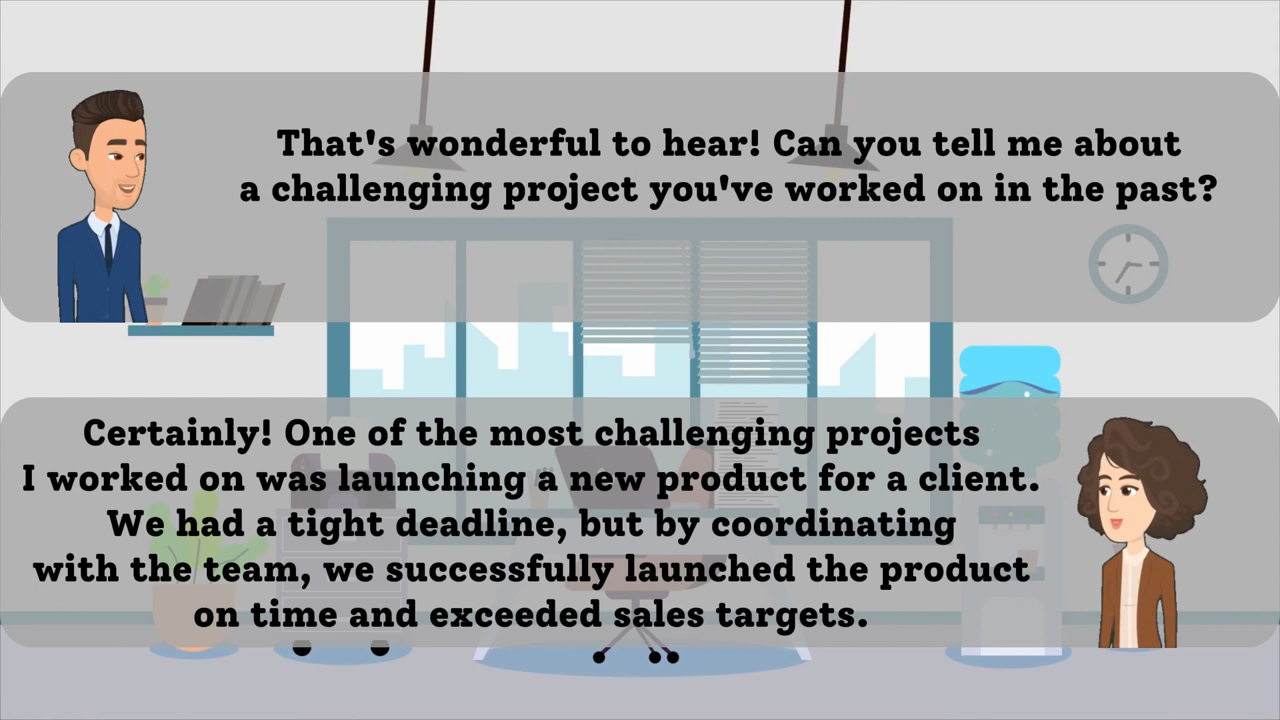 That's wonderful to hear! Can you tell me about
a challenging project you've worked on in the past?
Certainly! One of the most challenging projects
I worked on was launching a new product for a client.
We had a tight deadline, but by coordinating
with the team, we successfully launched the product
on time and exceeded sales targets.